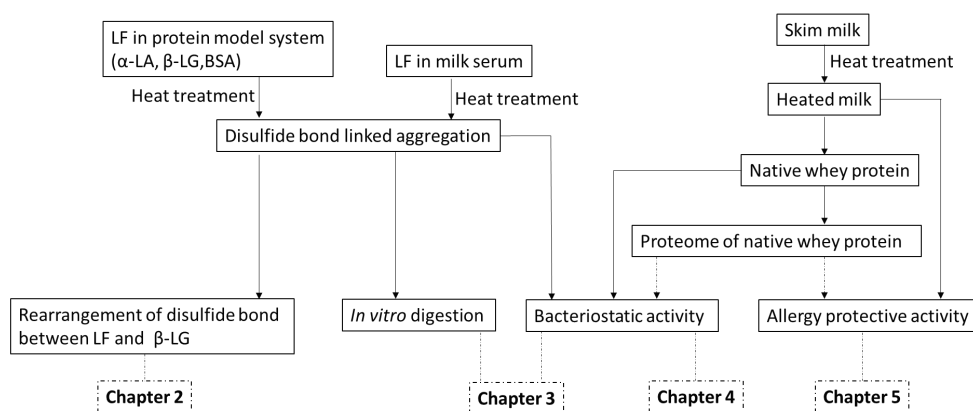 LF in protein model system
(α-LA, β-LG,BSA)
LF in milk serum
Skim milk
Heat treatment
Heat treatment
Heat treatment
Heated milk
Disulfide bond linked aggregation
Native whey protein
Proteome of native whey protein
Rearrangement of disulfide bond
between LF and β-LG
In vitro digestion
Bacteriostatic activity
Allergy protective activity
Chapter 2
Chapter 3
Chapter 4
Chapter 5